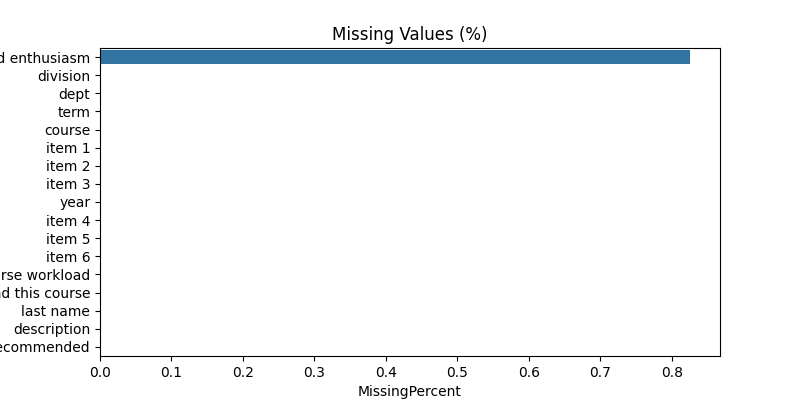 Missing Values (%)
enthusiasm
division
dept
term
course
item 1
item 2
item 3
year
item 4
item 5
item 6
workload
this course
last name
description
0.0 0.1 0.2 0.3 0.4 0.5 0.6 0.7 0.8
MissingPercent